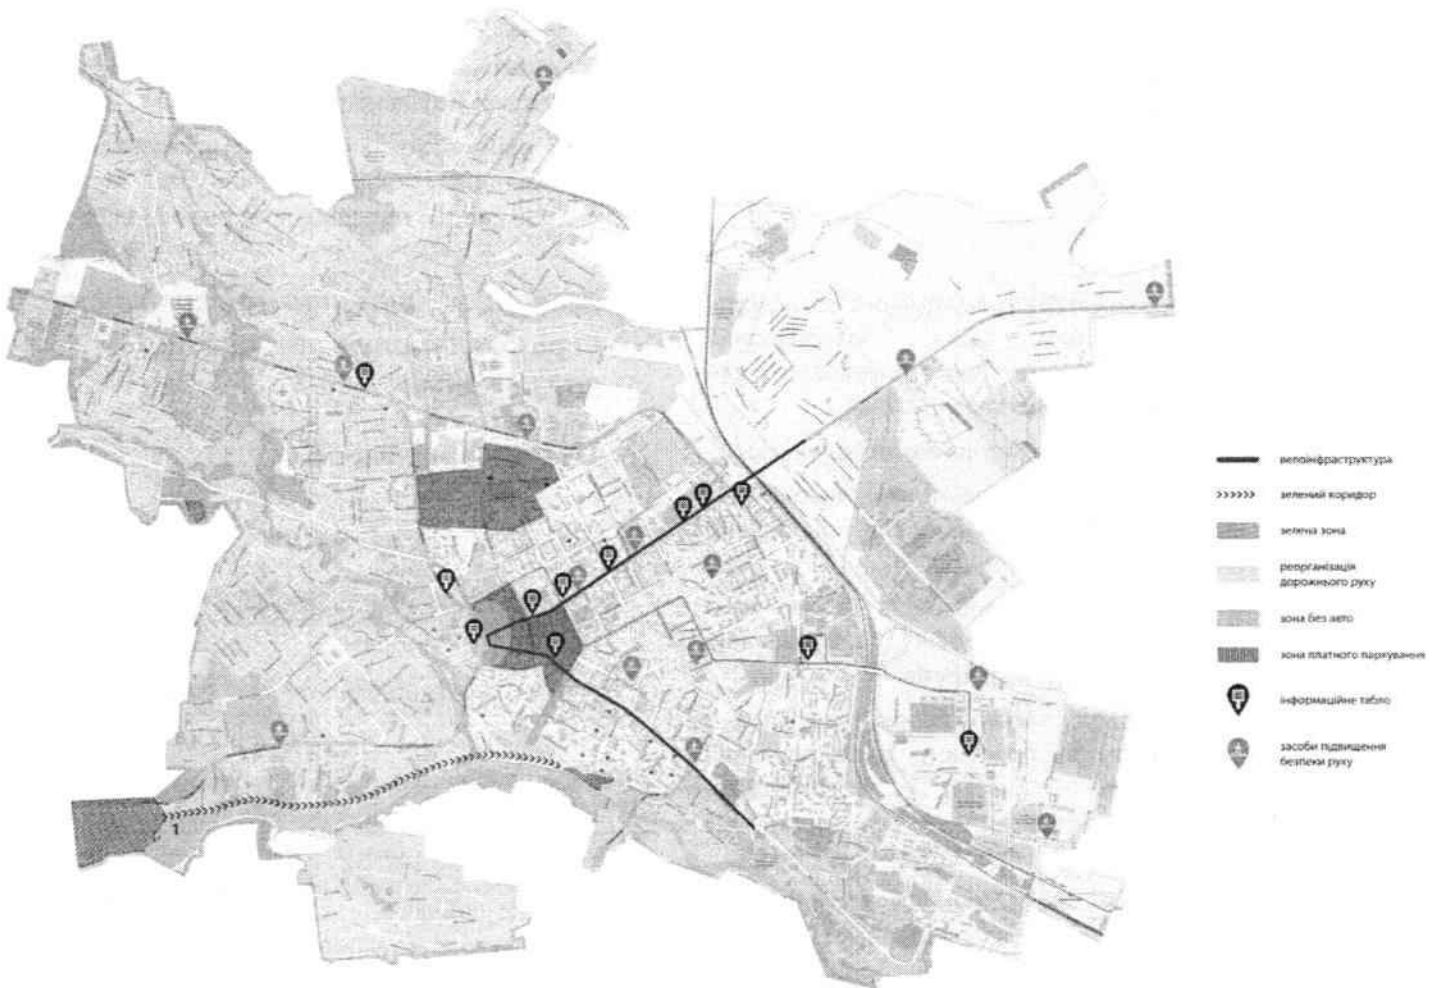 велоінфраструктура
зелений коридор
зелена зона
реорганізація
дорожнього руху
зона без авто
зона платного паркування
інформаційне табло
засоби підвищення
безпеки руху
1